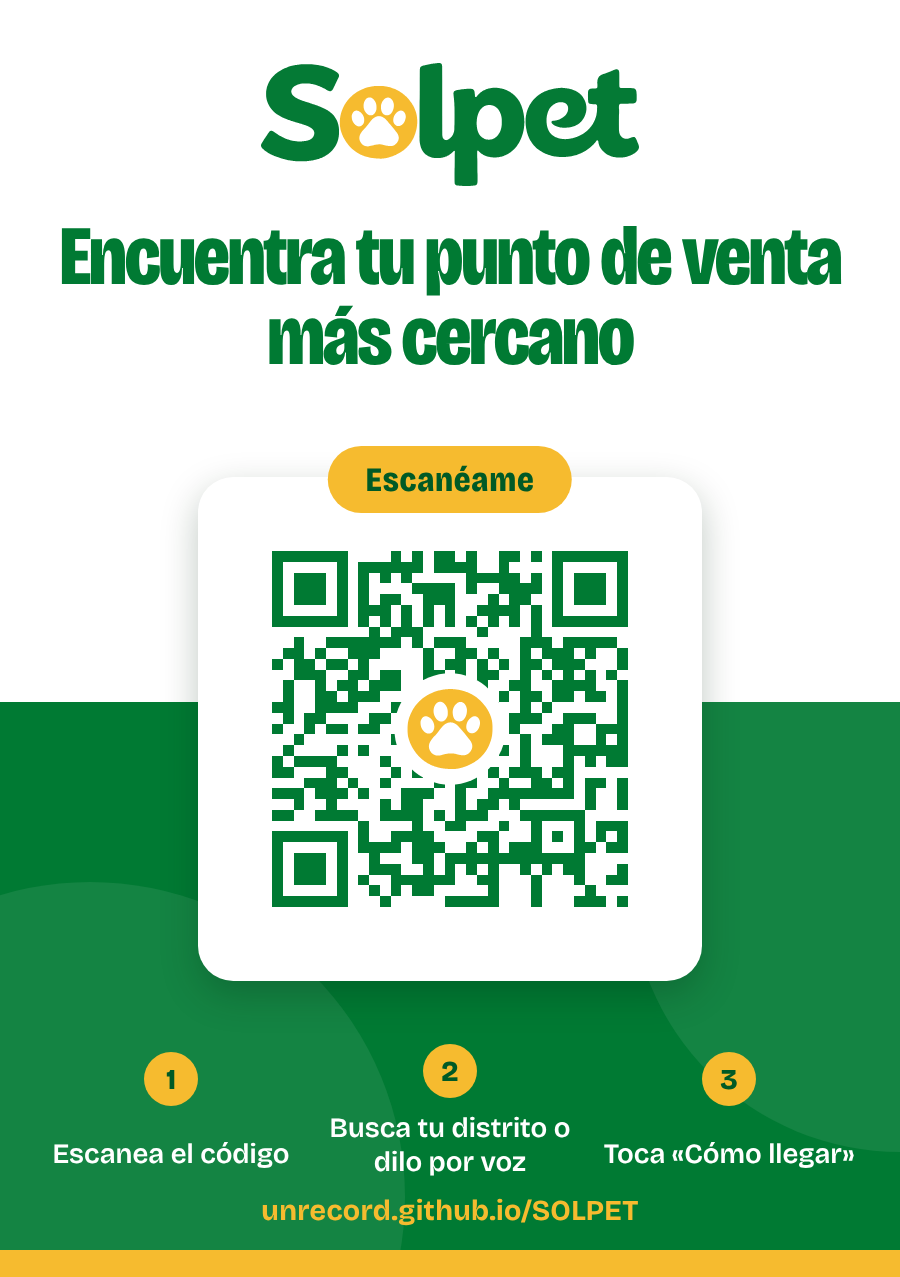 Solpet
Encuentra tu punto de venta
más cercano
Escanéame
1
Escanea el código
2
Busca tu distrito o
dilo por voz
3
Toca «Cómo llegar»
unrecord.github.io/SOLPET